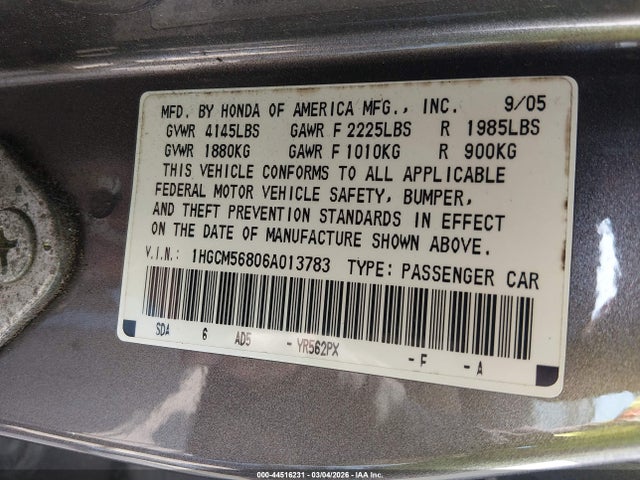 MFD. BY HONDA OF AMERICA MFG., INC. 9/05
GVWR 4145LBS GAWR F 2225LBS R 1985LBS
GVWR 1880KG GAWR F 1010KG R 900KG
THIS VEHICLE CONFORMS TO ALL APPLICABLE
FEDERAL MOTOR VEHICLE SAFETY, BUMPER,
AND THEFT PREVENTION STANDARDS IN EFFECT
ON THE DATE OF MANUFACTURE SHOWN ABOVE.
V.I.N.: 1HGCM56806A013783 TYPE: PASSENGER CAR
SDA 6 AD5 - YR562PX - F - A
000-44516231 - 03/04/2026 - IAA Inc.